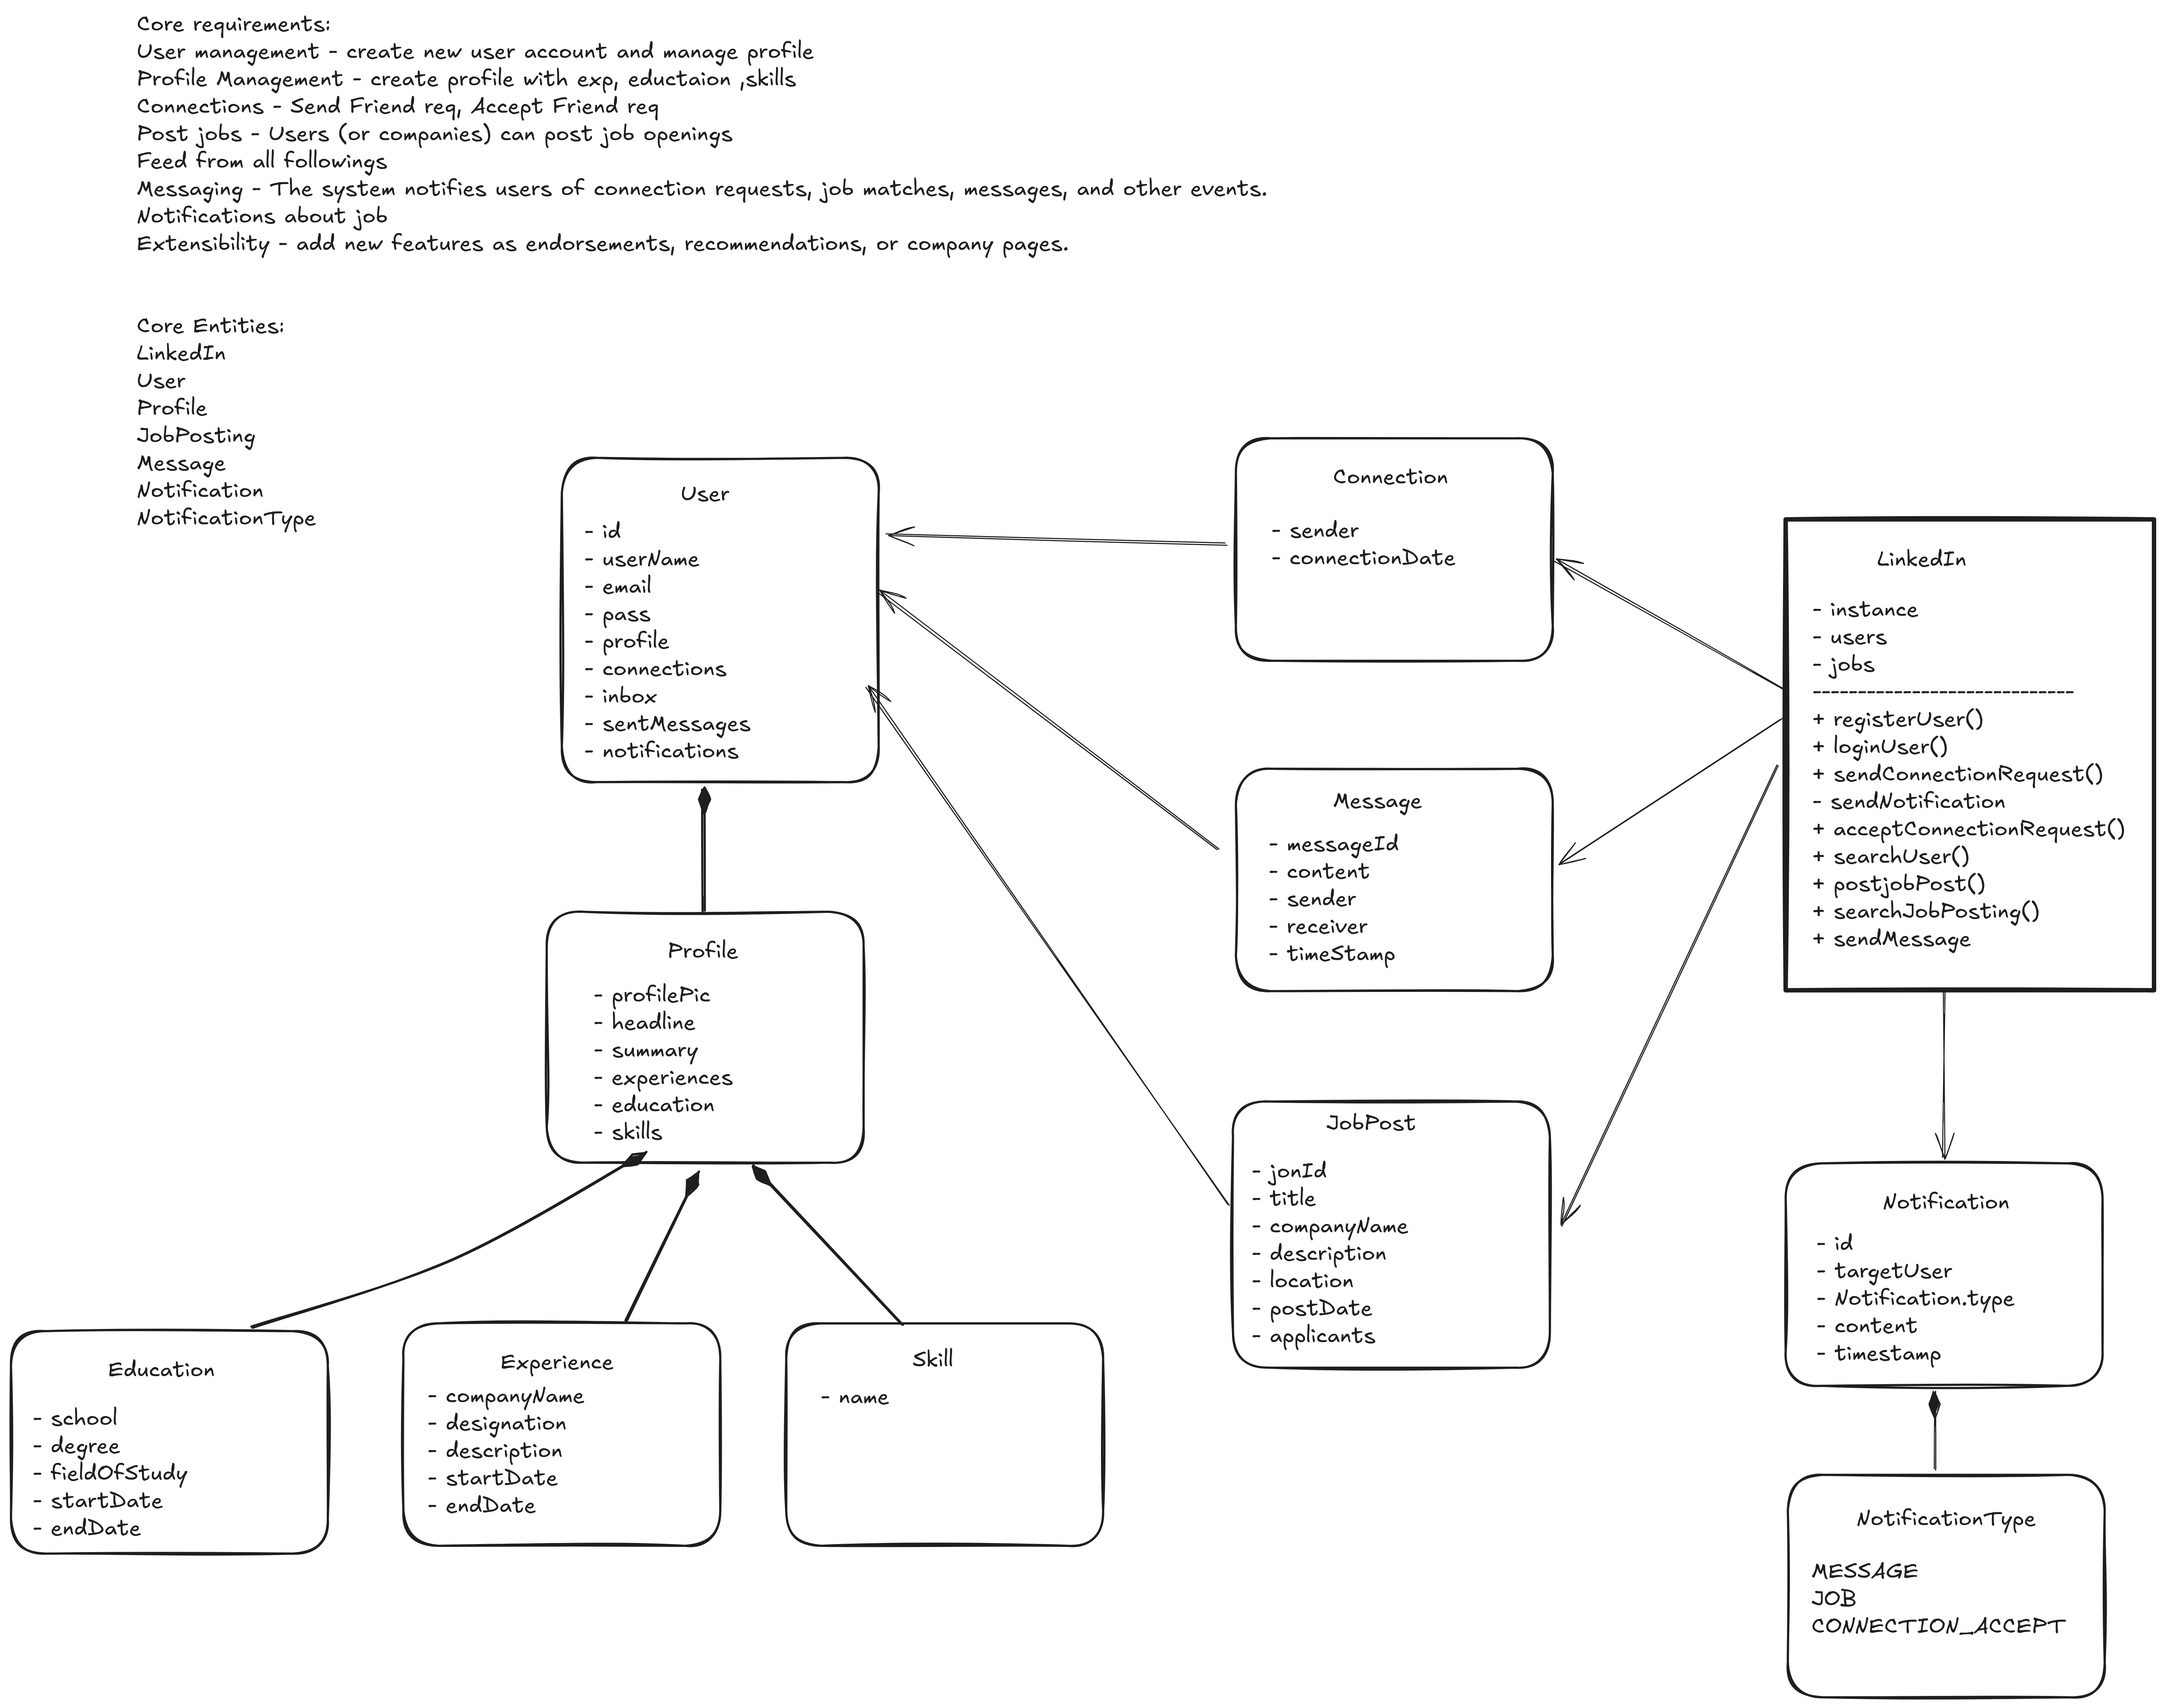 Core requirements:
User management - create new user account and manage profile
Profile Management - create profile with exp, eductaion ,skills
Connections - Send Friend req, Accept Friend req
Post jobs - Users (or companies) can post job openings
Feed from all followings
Messaging - The system notifies users of connection requests, job matches, messages, and other events.
Notifications about job
Extensibility - add new features as endorsements, recommendations, or company pages.
Core Entities:
LinkedIn
User
Profile
JobPosting
Message
Notification
NotificationType
User
- id
- userName
- email
- pass
- profile
- connections
- inbox
- sentMessages
- notifications
Connection
- sender
- connectionDate
LinkedIn
- instance
- users
- jobs
-----------------------------
+ registerUser()
+ loginUser()
+ sendConnectionRequest()
- sendNotification
+ acceptConnectionRequest()
+ searchUser()
+ postjobPost()
+ searchJobPosting()
+ sendMessage
Message
- messageId
- content
- sender
- receiver
- timeStamp
Profile
- profilePic
- headline
- summary
- experiences
- education
- skills
JobPost
- jonId
- title
- companyName
- description
- location
- postDate
- applicants
Notification
- id
- targetUser
- Notification.type
- content
- timestamp
Education
- school
- degree
- fieldOfStudy
- startDate
- endDate
Experience
- companyName
- designation
- description
- startDate
- endDate
Skill
- name
NotificationType
MESSAGE
JOB
CONNECTION_ACCEPT